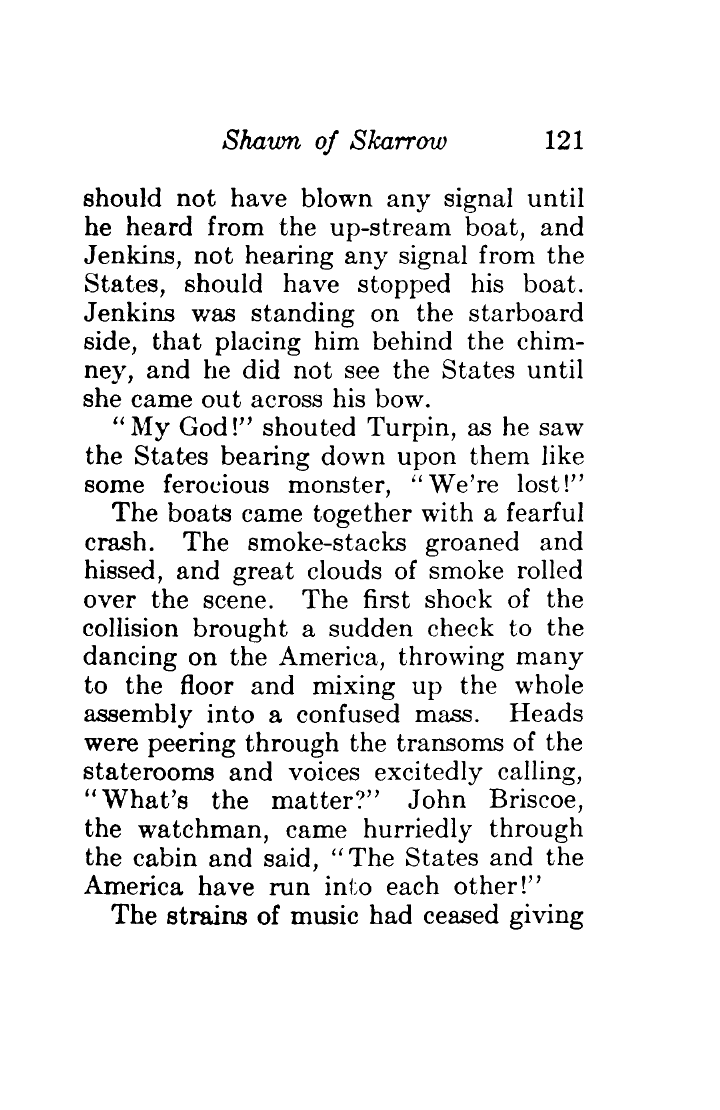 Shawn of Skarrow 121
should not have blown any signal until
he heard from the up-stream boat, and
Jenkins, not hearing any signal from the
States, should have stopped his boat.
Jenkins was standing on the starboard
side, that placing him behind the chim-
ney, and he did not see the States until
she came out across his bow.
“My God!” shouted Turpin, as he saw
the States bearing down upon them like
some ferocious monster, “We're lost!”
The boats came together with a fearful
crash. The smoke-stacks groaned and
hissed, and great clouds of smoke rolled
over the scene. The first shock of the
collision brought a sudden check to the
dancing on the America, throwing many
to the floor and mixing up the whole
assembly into a confused mass. Heads
were peering through the transoms of the
staterooms and voices excitedly calling,
“What's the matter?” John Briscoe,
the watchman, came hurriedly through
the cabin and said, “The States and the
America have run into each other!”
The strains of music had ceased giving